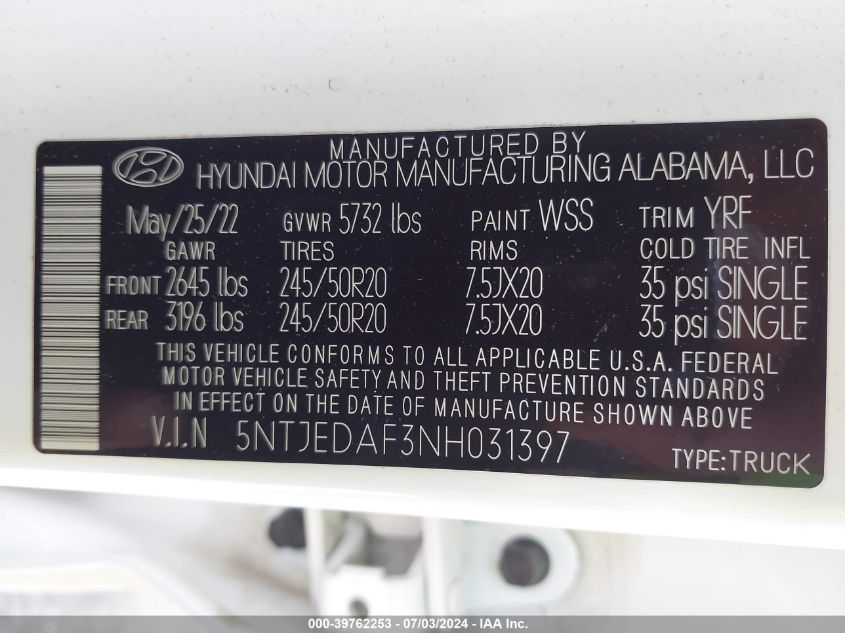 MANUFACTURED BY
HYUNDAI MOTOR MANUFACTURING ALABAMA, LLC
May/25/22 GVWR 5732 lbs PAINT WSS TRIM YRF
GAWR TIRES RIMS COLD TIRE INFL
FRONT 2645 lbs 245/50R20 7.5JX20 35 psi SINGLE
REAR 3196 lbs 245/50R20 7.5JX20 35 psi SINGLE
THIS VEHICLE CONFORMS TO ALL APPLICABLE U.S.A. FEDERAL
MOTOR VEHICLE SAFETY AND THEFT PREVENTION STANDARDS
IN EFFECT ON THE DATE OF MANUFACTURE SHOWN ABOVE
V.I.N 5NTJEDAF3NH031397
TYPE:TRUCK
000-39762253 - 07/03/2024 - IAA Inc.